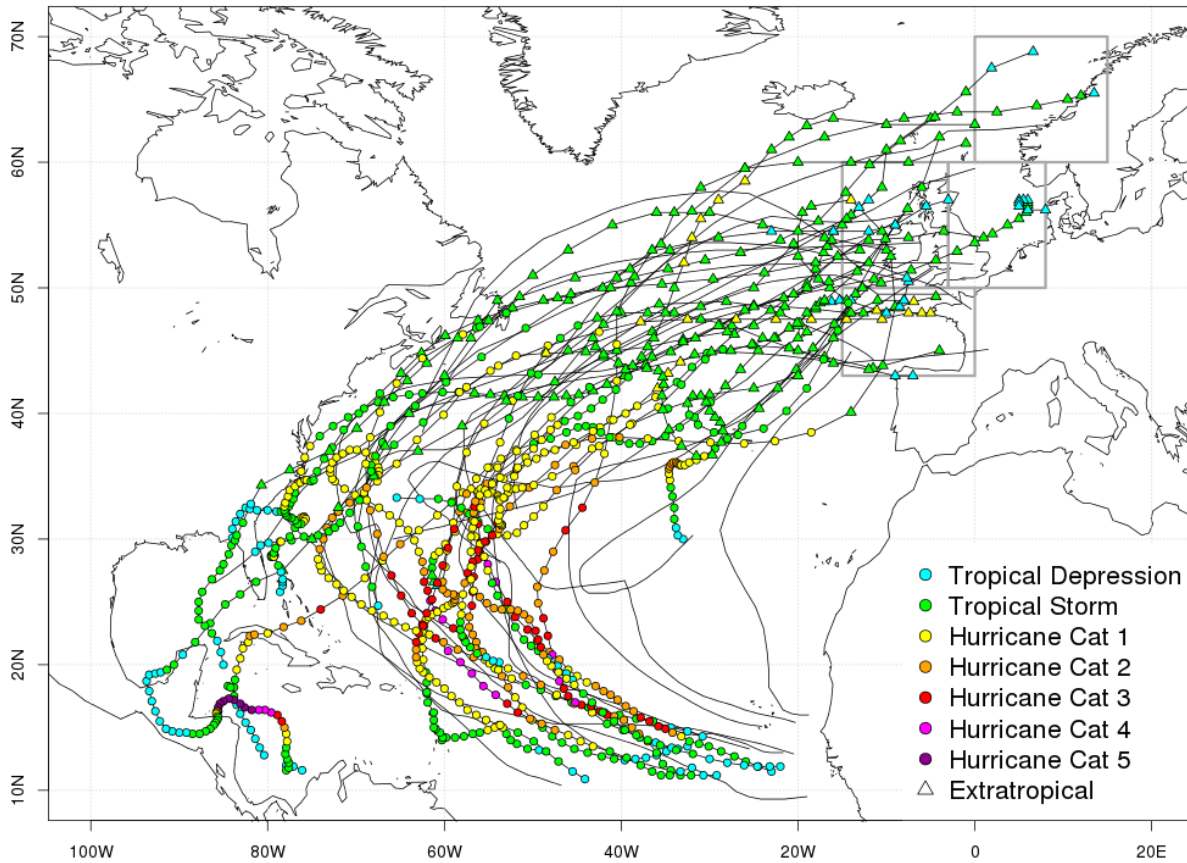 70N
60N
50N
40N
30N
20N
10N
Tropical Depression
Tropical Storm
Hurricane Cat 1
Hurricane Cat 2
Hurricane Cat 3
Hurricane Cat 4
Hurricane Cat 5
Extratropical
100W 80W 60W 40W 20W 0 20E